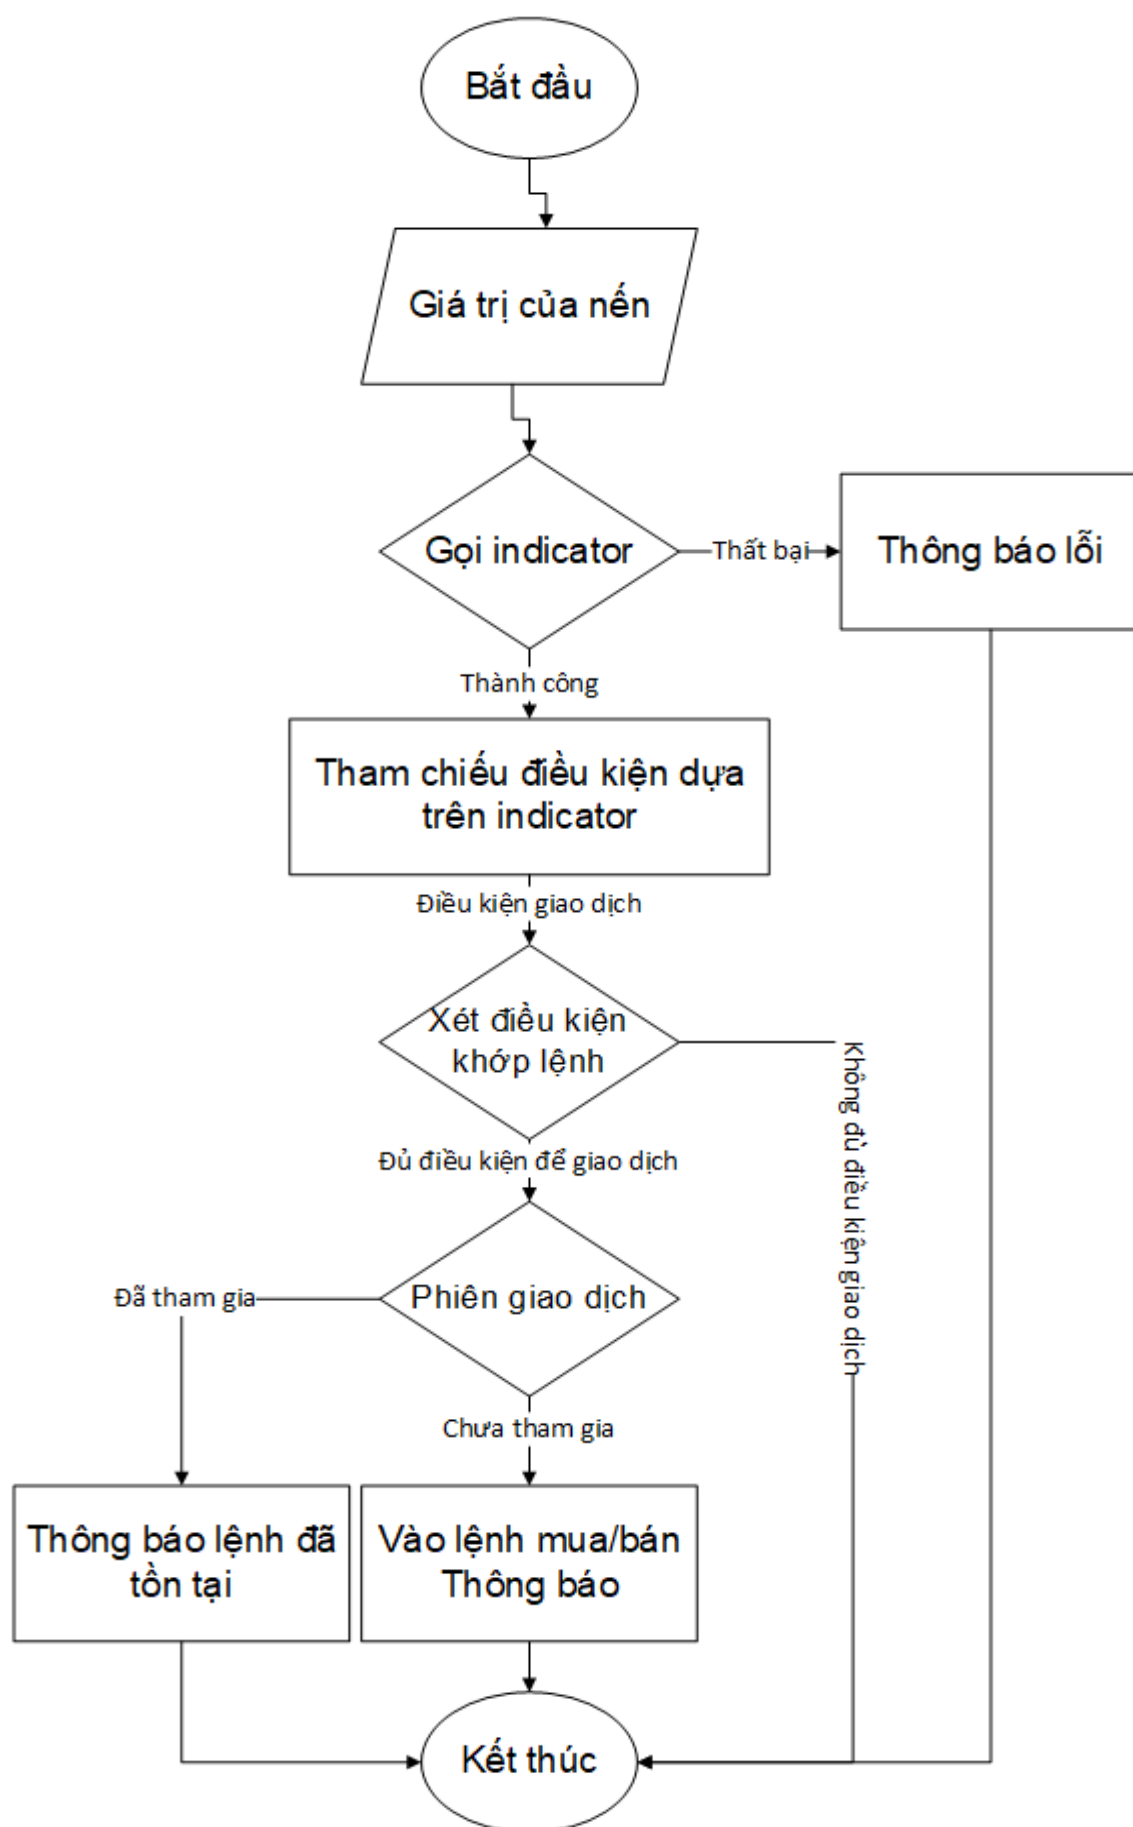 Bắt đầu
Giá trị của nến
Gọi indicator
Thất bại
Thông báo lỗi
Thành công
Tham chiếu điều kiện dựa
trên indicator
Điều kiện giao dịch
Xét điều kiện
khớp lệnh
Không đủ điều kiện giao dịch
Đủ điều kiện để giao dịch
Đã tham gia
Phiên giao dịch
Chưa tham gia
Thông báo lệnh đã
tồn tại
Vào lệnh mua/bán
Thông báo
Kết thúc